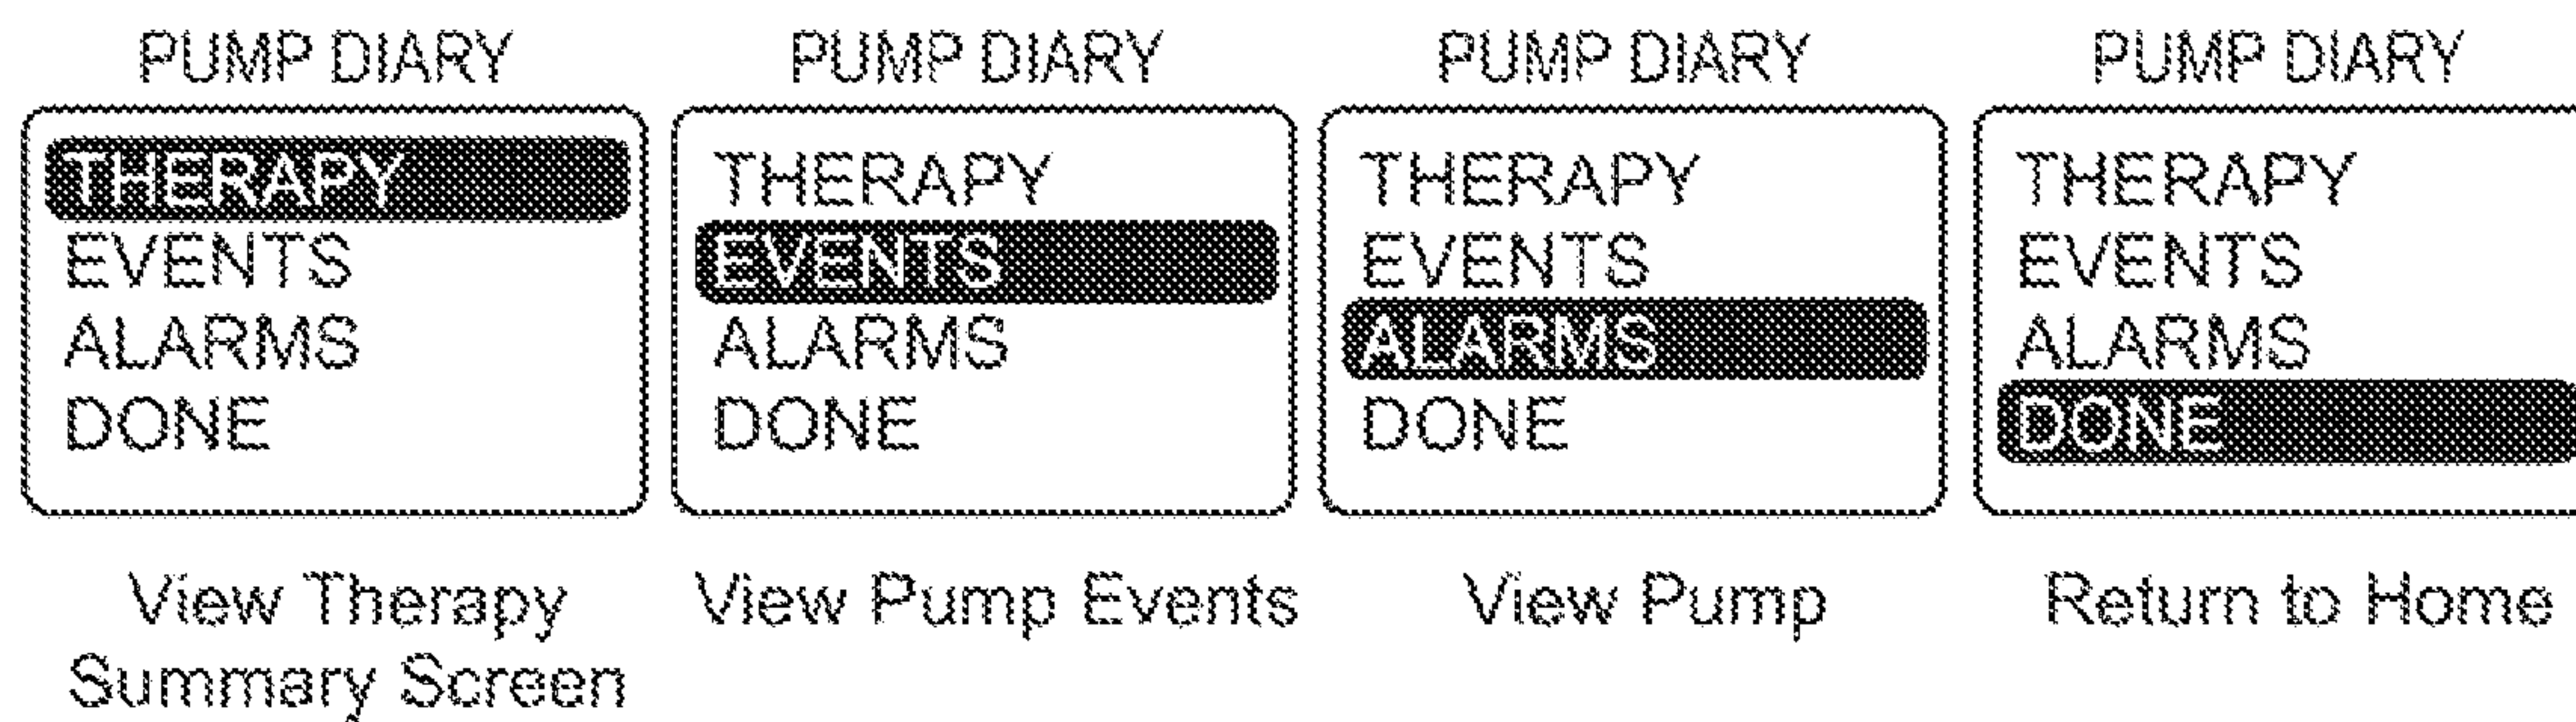 PUMP DIARY
THERAPY
EVENTS
ALARMS
DONE
View Therapy
Summary Screen
PUMP DIARY
THERAPY
EVENTS
ALARMS
DONE
View Pump Events
PUMP DIARY
THERAPY
EVENTS
ALARMS
DONE
View Pump
PUMP DIARY
THERAPY
EVENTS
ALARMS
DONE
Return to Home